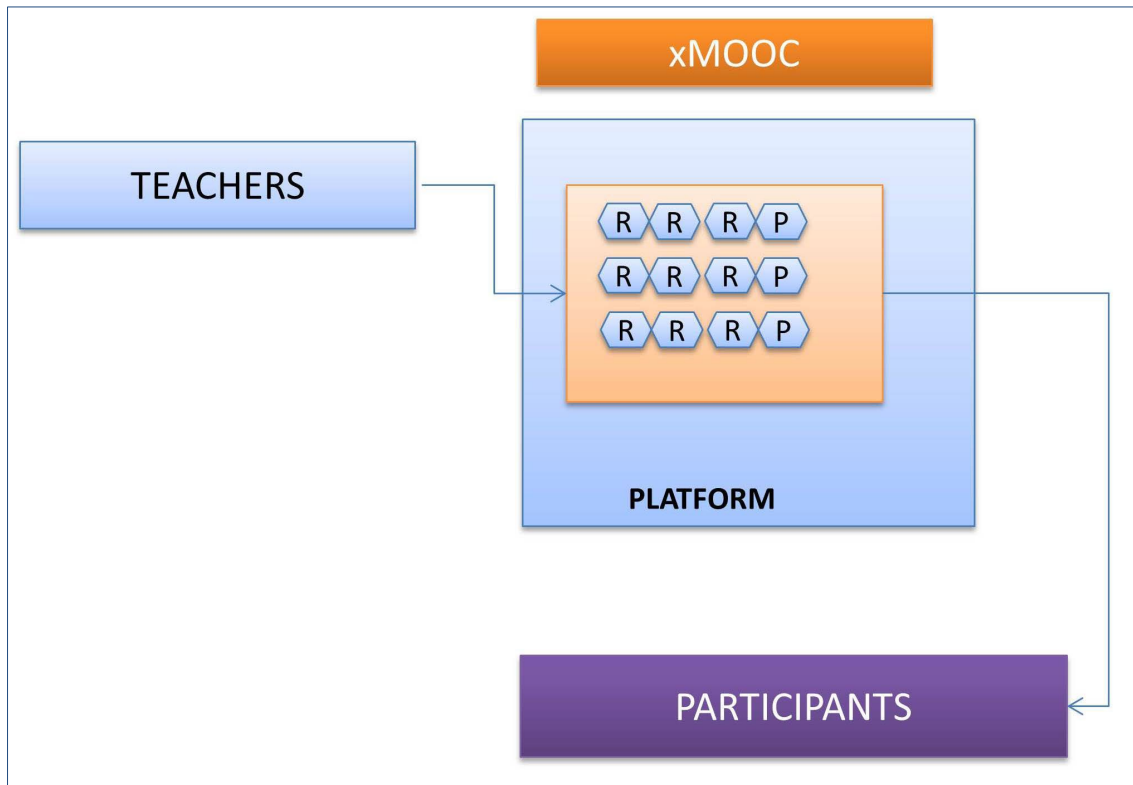 xMOOC
TEACHERS
R R R P
R R R P
R R R P
PLATFORM
PARTICIPANTS